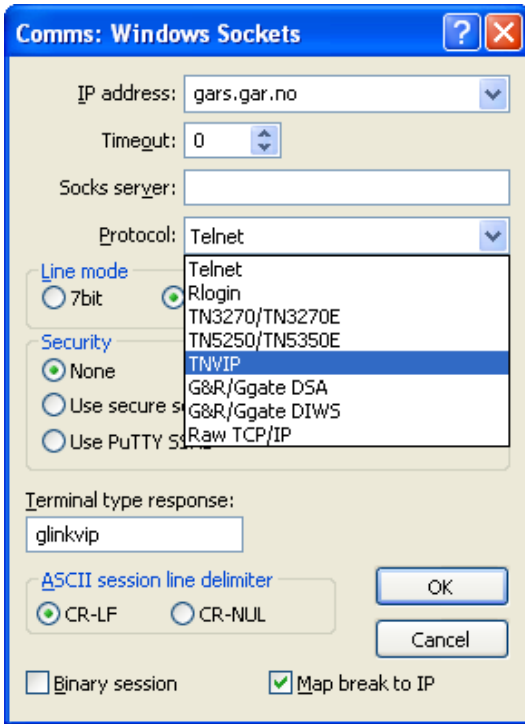 Comms: Windows Sockets
IP address: gars.gar.no
Timeout: 0
Socks server:
Protocol: Telnet
Telnet
Rlogin
TN3270/TN3270E
TN5250/TN5350E
TNVIP
G&R/Ggate DSA
G&R/Ggate DIWS
Raw TCP/IP
Line mode
7bit
Security
None
Use secure
Use PuTTY
Terminal type response:
glinkvip
ASCII session line delimiter
CR-LF CR-NUL
OK
Cancel
Binary session Map break to IP